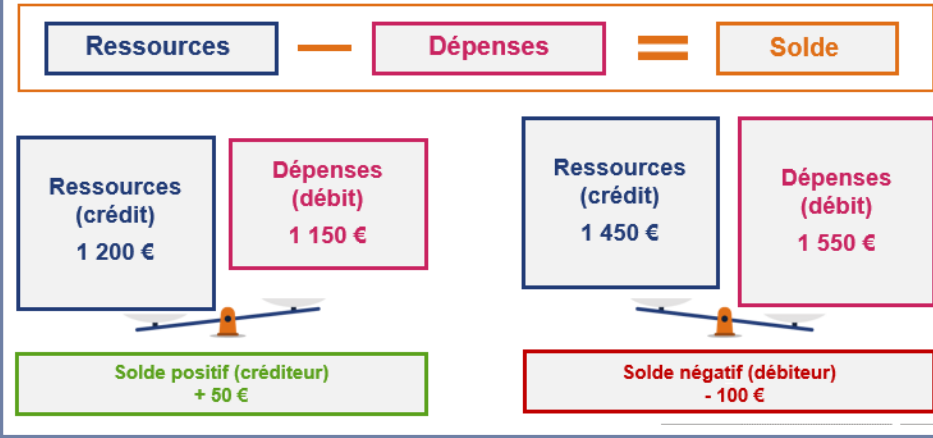 Ressources — Dépenses = Solde
Ressources
(crédit)
1 200 €
Dépenses
(débit)
1 150 €
Solde positif (créditeur)
+ 50 €
Ressources
(crédit)
1 450 €
Dépenses
(débit)
1 550 €
Solde négatif (débiteur)
- 100 €